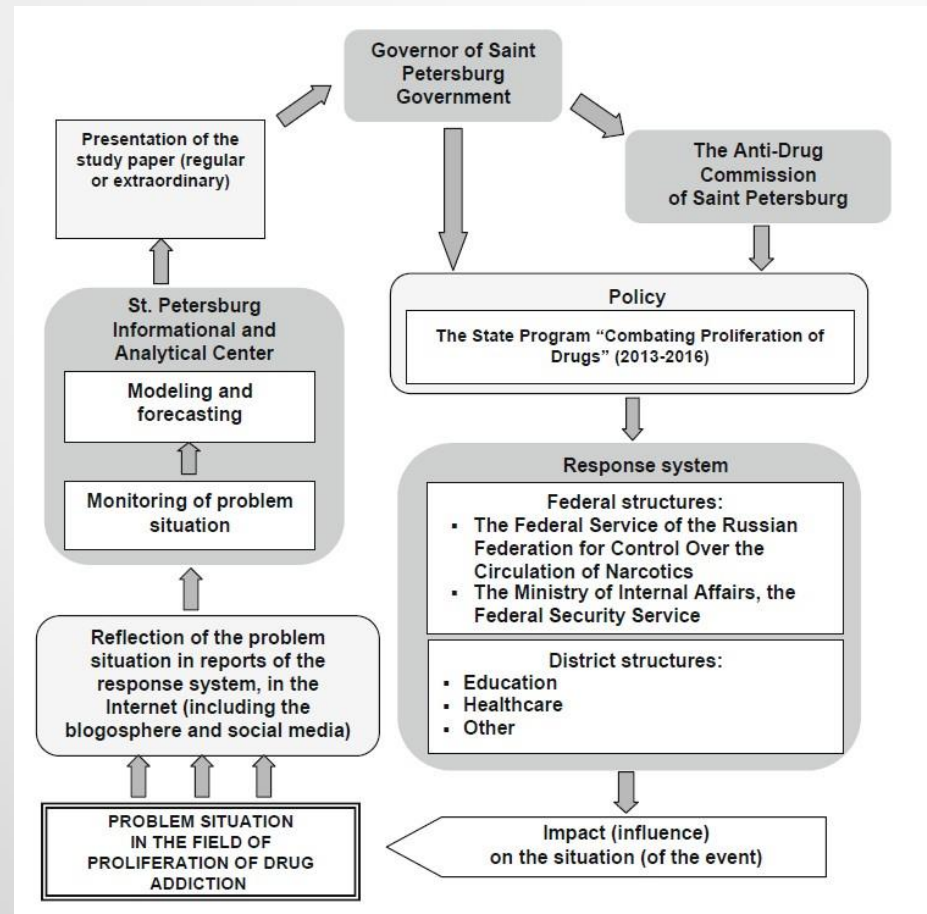 Governor of Saint
Petersburg
Government
Presentation of the
study paper (regular
or extraordinary)
The Anti-Drug
Commission
of Saint Petersburg
St. Petersburg
Informational and
Analytical Center
Modeling and
forecasting
Monitoring of problem
situation
Policy
The State Program “Combating Proliferation of
Drugs” (2013-2016)
Response system
Federal structures:
▪ The Federal Service of the Russian
Federation for Control Over the
Circulation of Narcotics
▪ The Ministry of Internal Affairs, the
Federal Security Service
District structures:
▪ Education
▪ Healthcare
▪ Other
Reflection of the problem
situation in reports of the
response system, in the
Internet (including the
blogosphere and social media)
PROBLEM SITUATION
IN THE FIELD OF
PROLIFERATION OF DRUG
ADDICTION
Impact (influence)
on the situation (of the event)